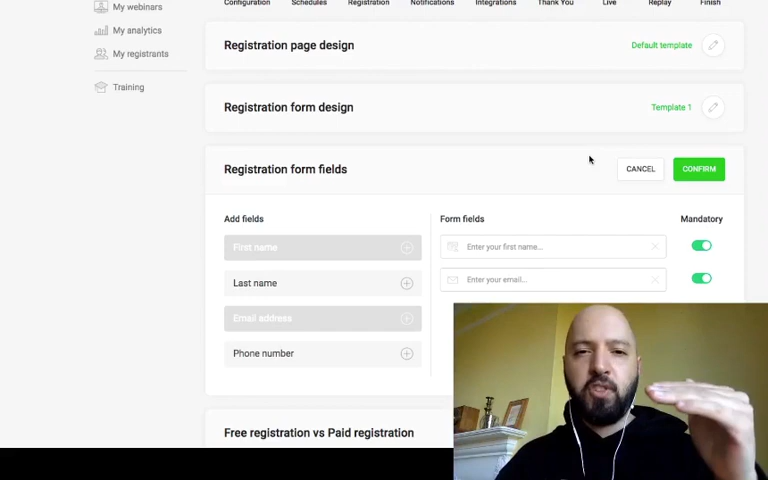 Configuration Schedules Registration Notifications Integrations Thank You Live Replay Finish
My webinars
My analytics
My registrants
Training
Registration page design Default template
Registration form design Template 1
Registration form fields CANCEL CONFIRM
Add fields Form fields Mandatory
First name Enter your first name...
Last name Enter your email...
Email address
Phone number
Free registration vs Paid registration